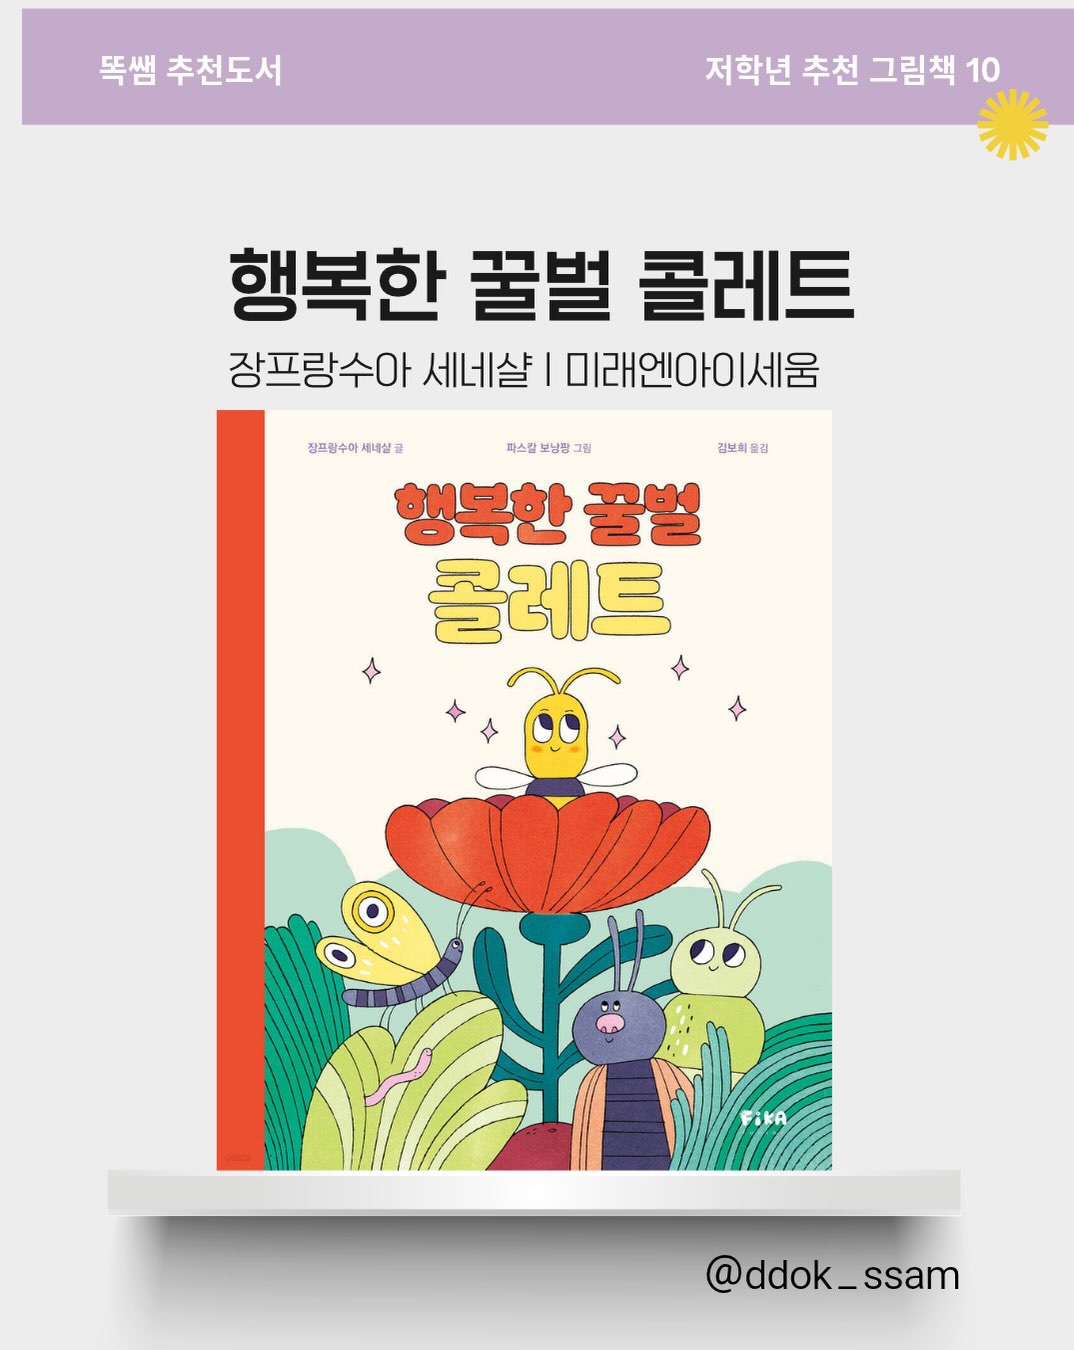 똑쌤 추천도서
저학년 추천 그림책 10
행복한 꿀벌 콜레트
장프랑수아 세네샬 | 미래엔아이세움
장프랑수아 세네샬 글
파스칼 보낭팡 그림
김보희 옮김
행복한 꿀벌
콜레트
FiKA
@ddok_ssam